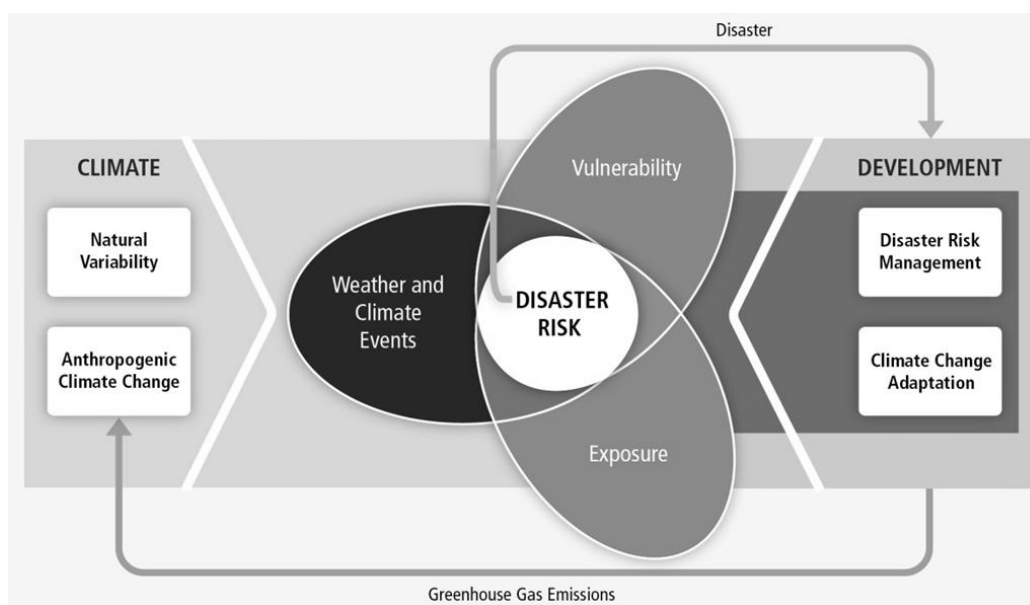 Disaster
CLIMATE
Natural
Variability
Anthropogenic
Climate Change
Vulnerability
Weather and
Climate
Events
DISASTER
RISK
Exposure
DEVELOPMENT
Disaster Risk
Management
Climate Change
Adaptation
Greenhouse Gas Emissions